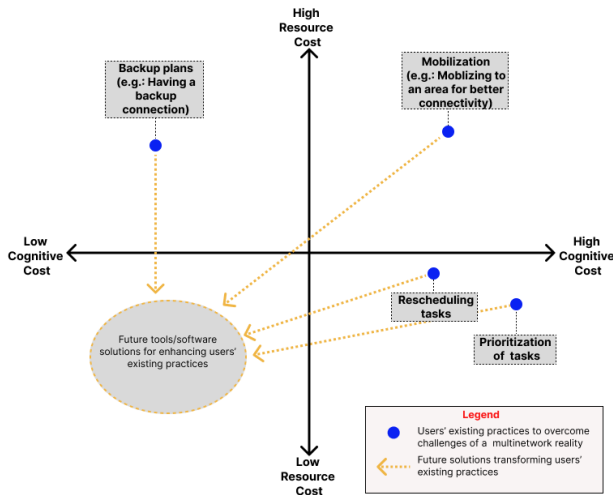 High
Resource
Cost
Backup plans
(e.g.: Having a
backup
connection)
Mobilization
(e.g.: Moblizing to
an area for better
connectivity)
Low
Cognitive
Cost
High
Cognitive
Cost
Rescheduling
tasks
Prioritization
of tasks
Future tools/software
solutions for enhancing users'
existing practices
Low
Resource Cost
Legend
Users' existing practices to overcome
challenges of a multinetwork reality
Future solutions transforming users'
existing practices